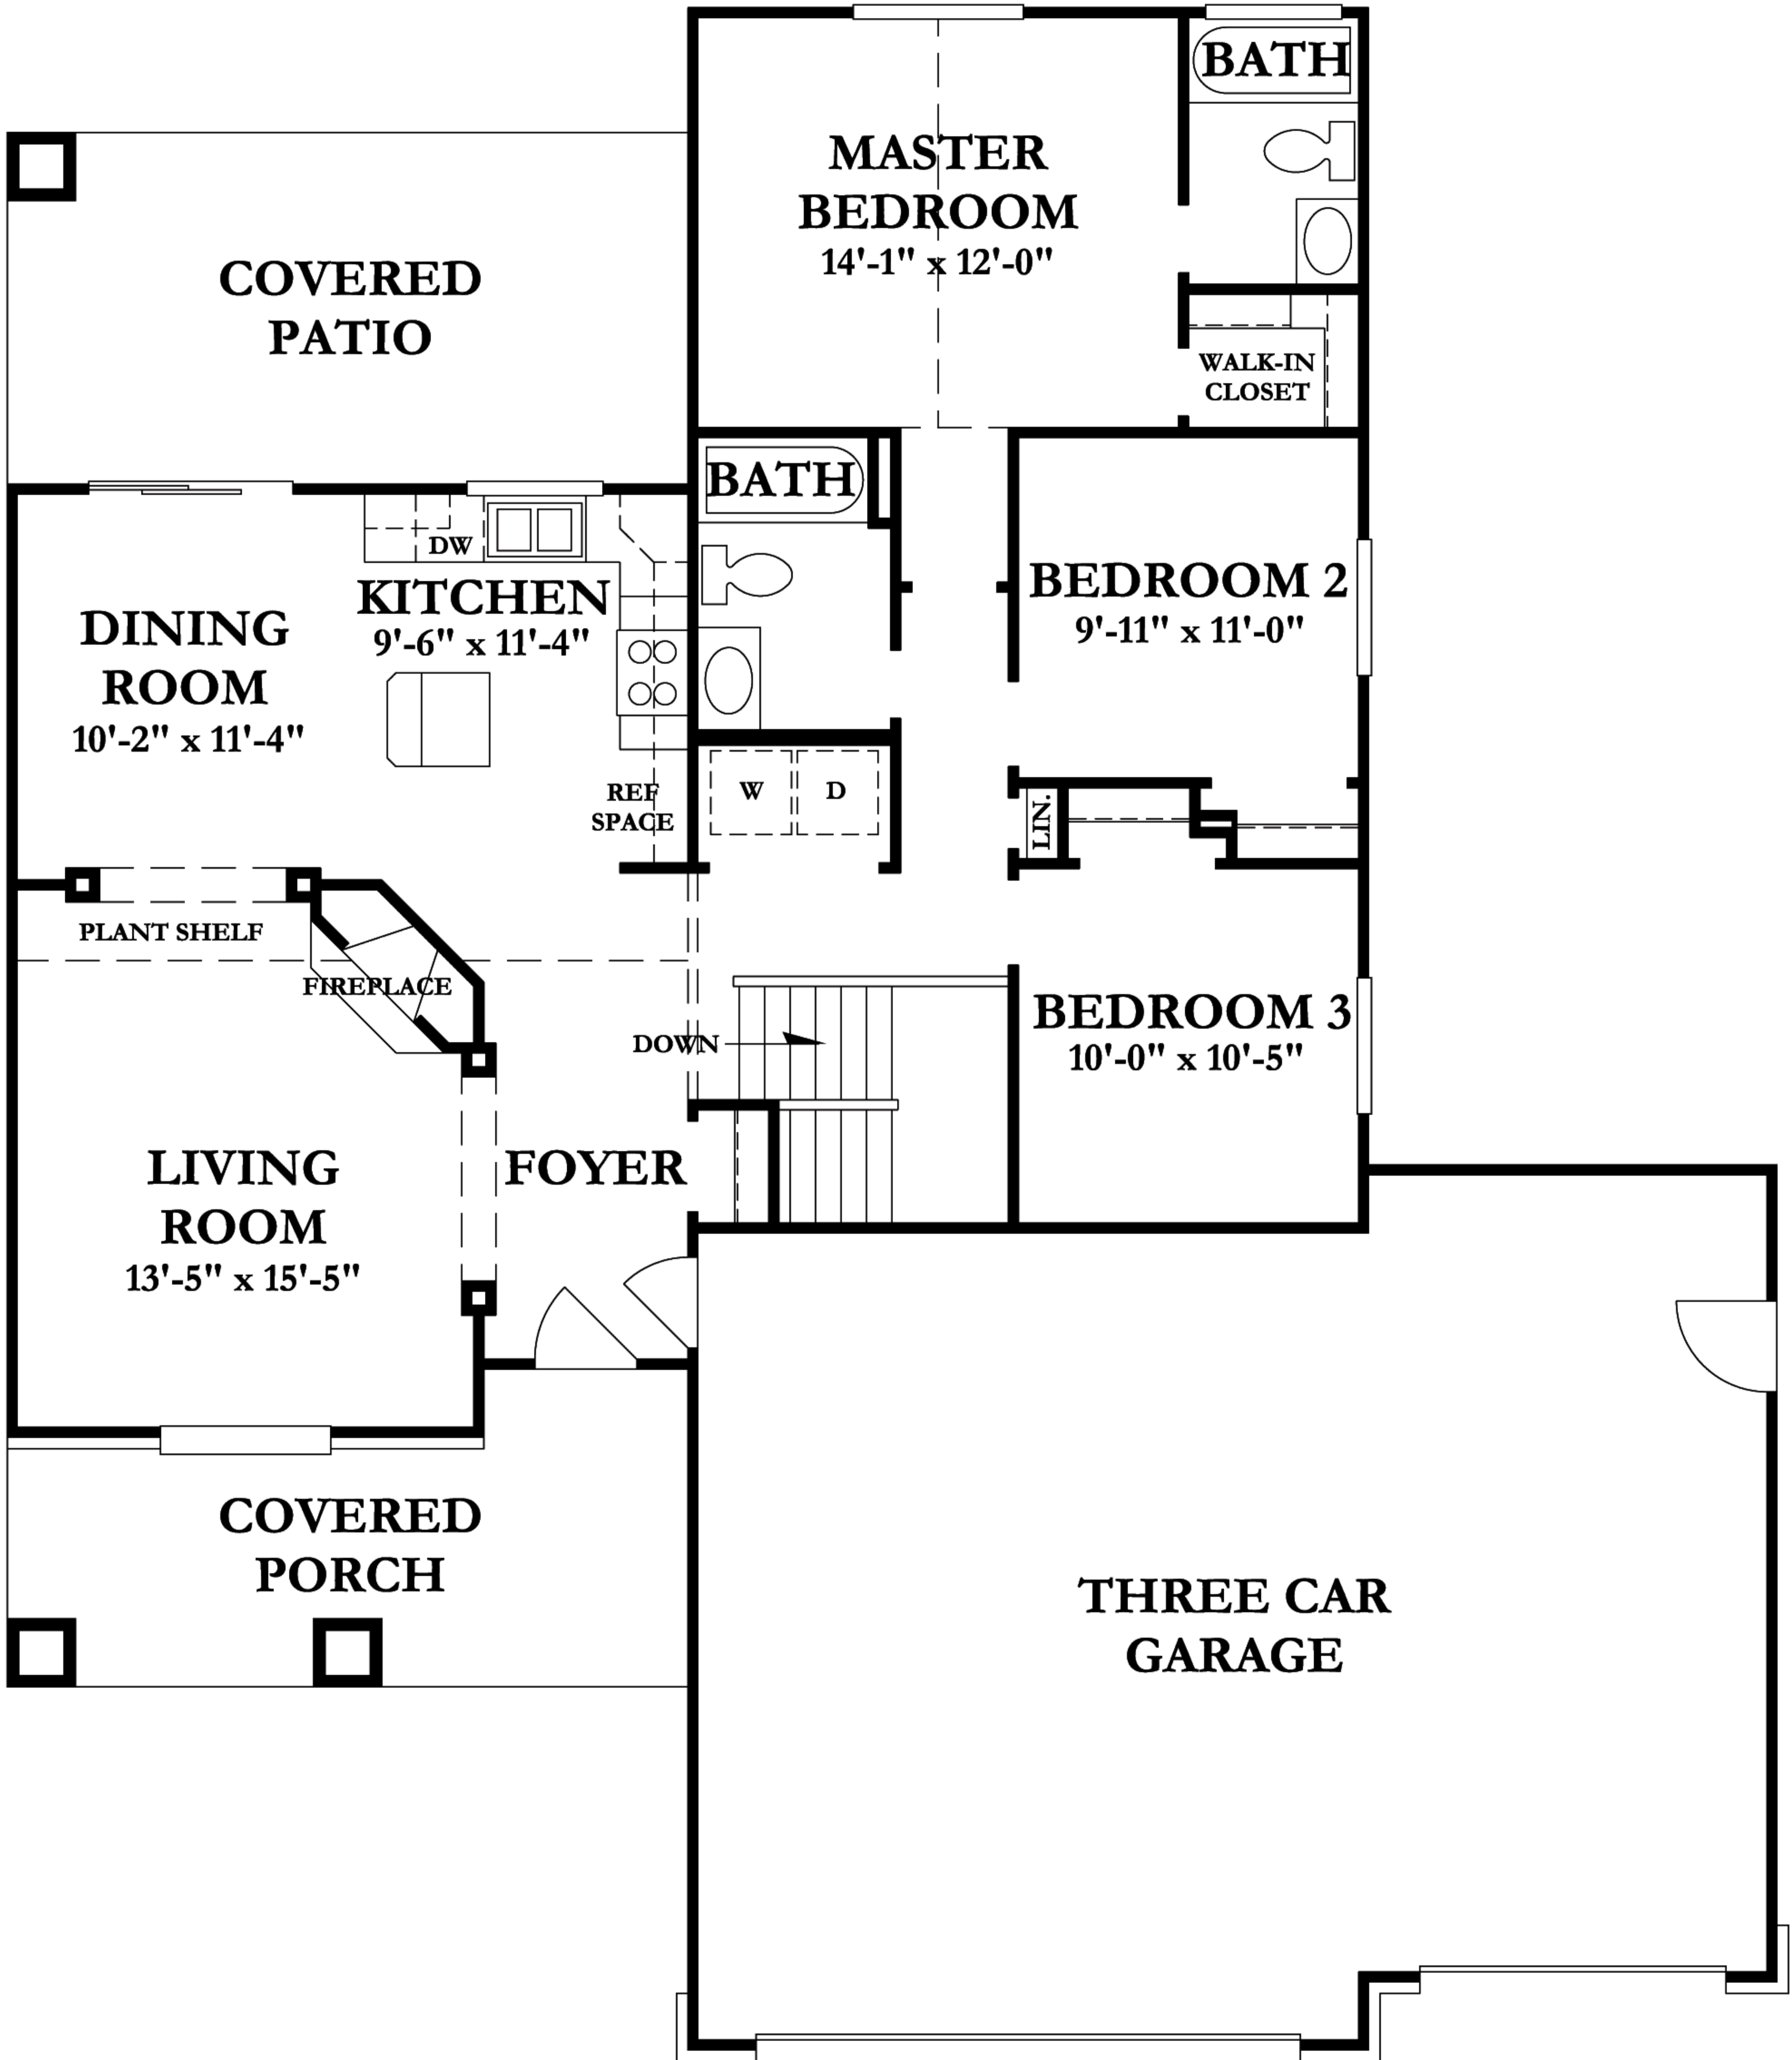 BATH
MASTER
BEDROOM
14'-1" x 12'-0"
COVERED
PATIO
WALK-IN
CLOSET
BATH
DW
KITCHEN
9'-6" x 11'-4"
BEDROOM 2
9'-11" x 11'-0"
DINING
ROOM
10'-2" x 11'-4"
REF
SPACE
W
D
LIN.
PLANT SHELF
FIREPLACE
DOWN
BEDROOM 3
10'-0" x 10'-5"
LIVING
ROOM
13'-5" x 15'-5"
FOYER
COVERED
PORCH
THREE CAR
GARAGE